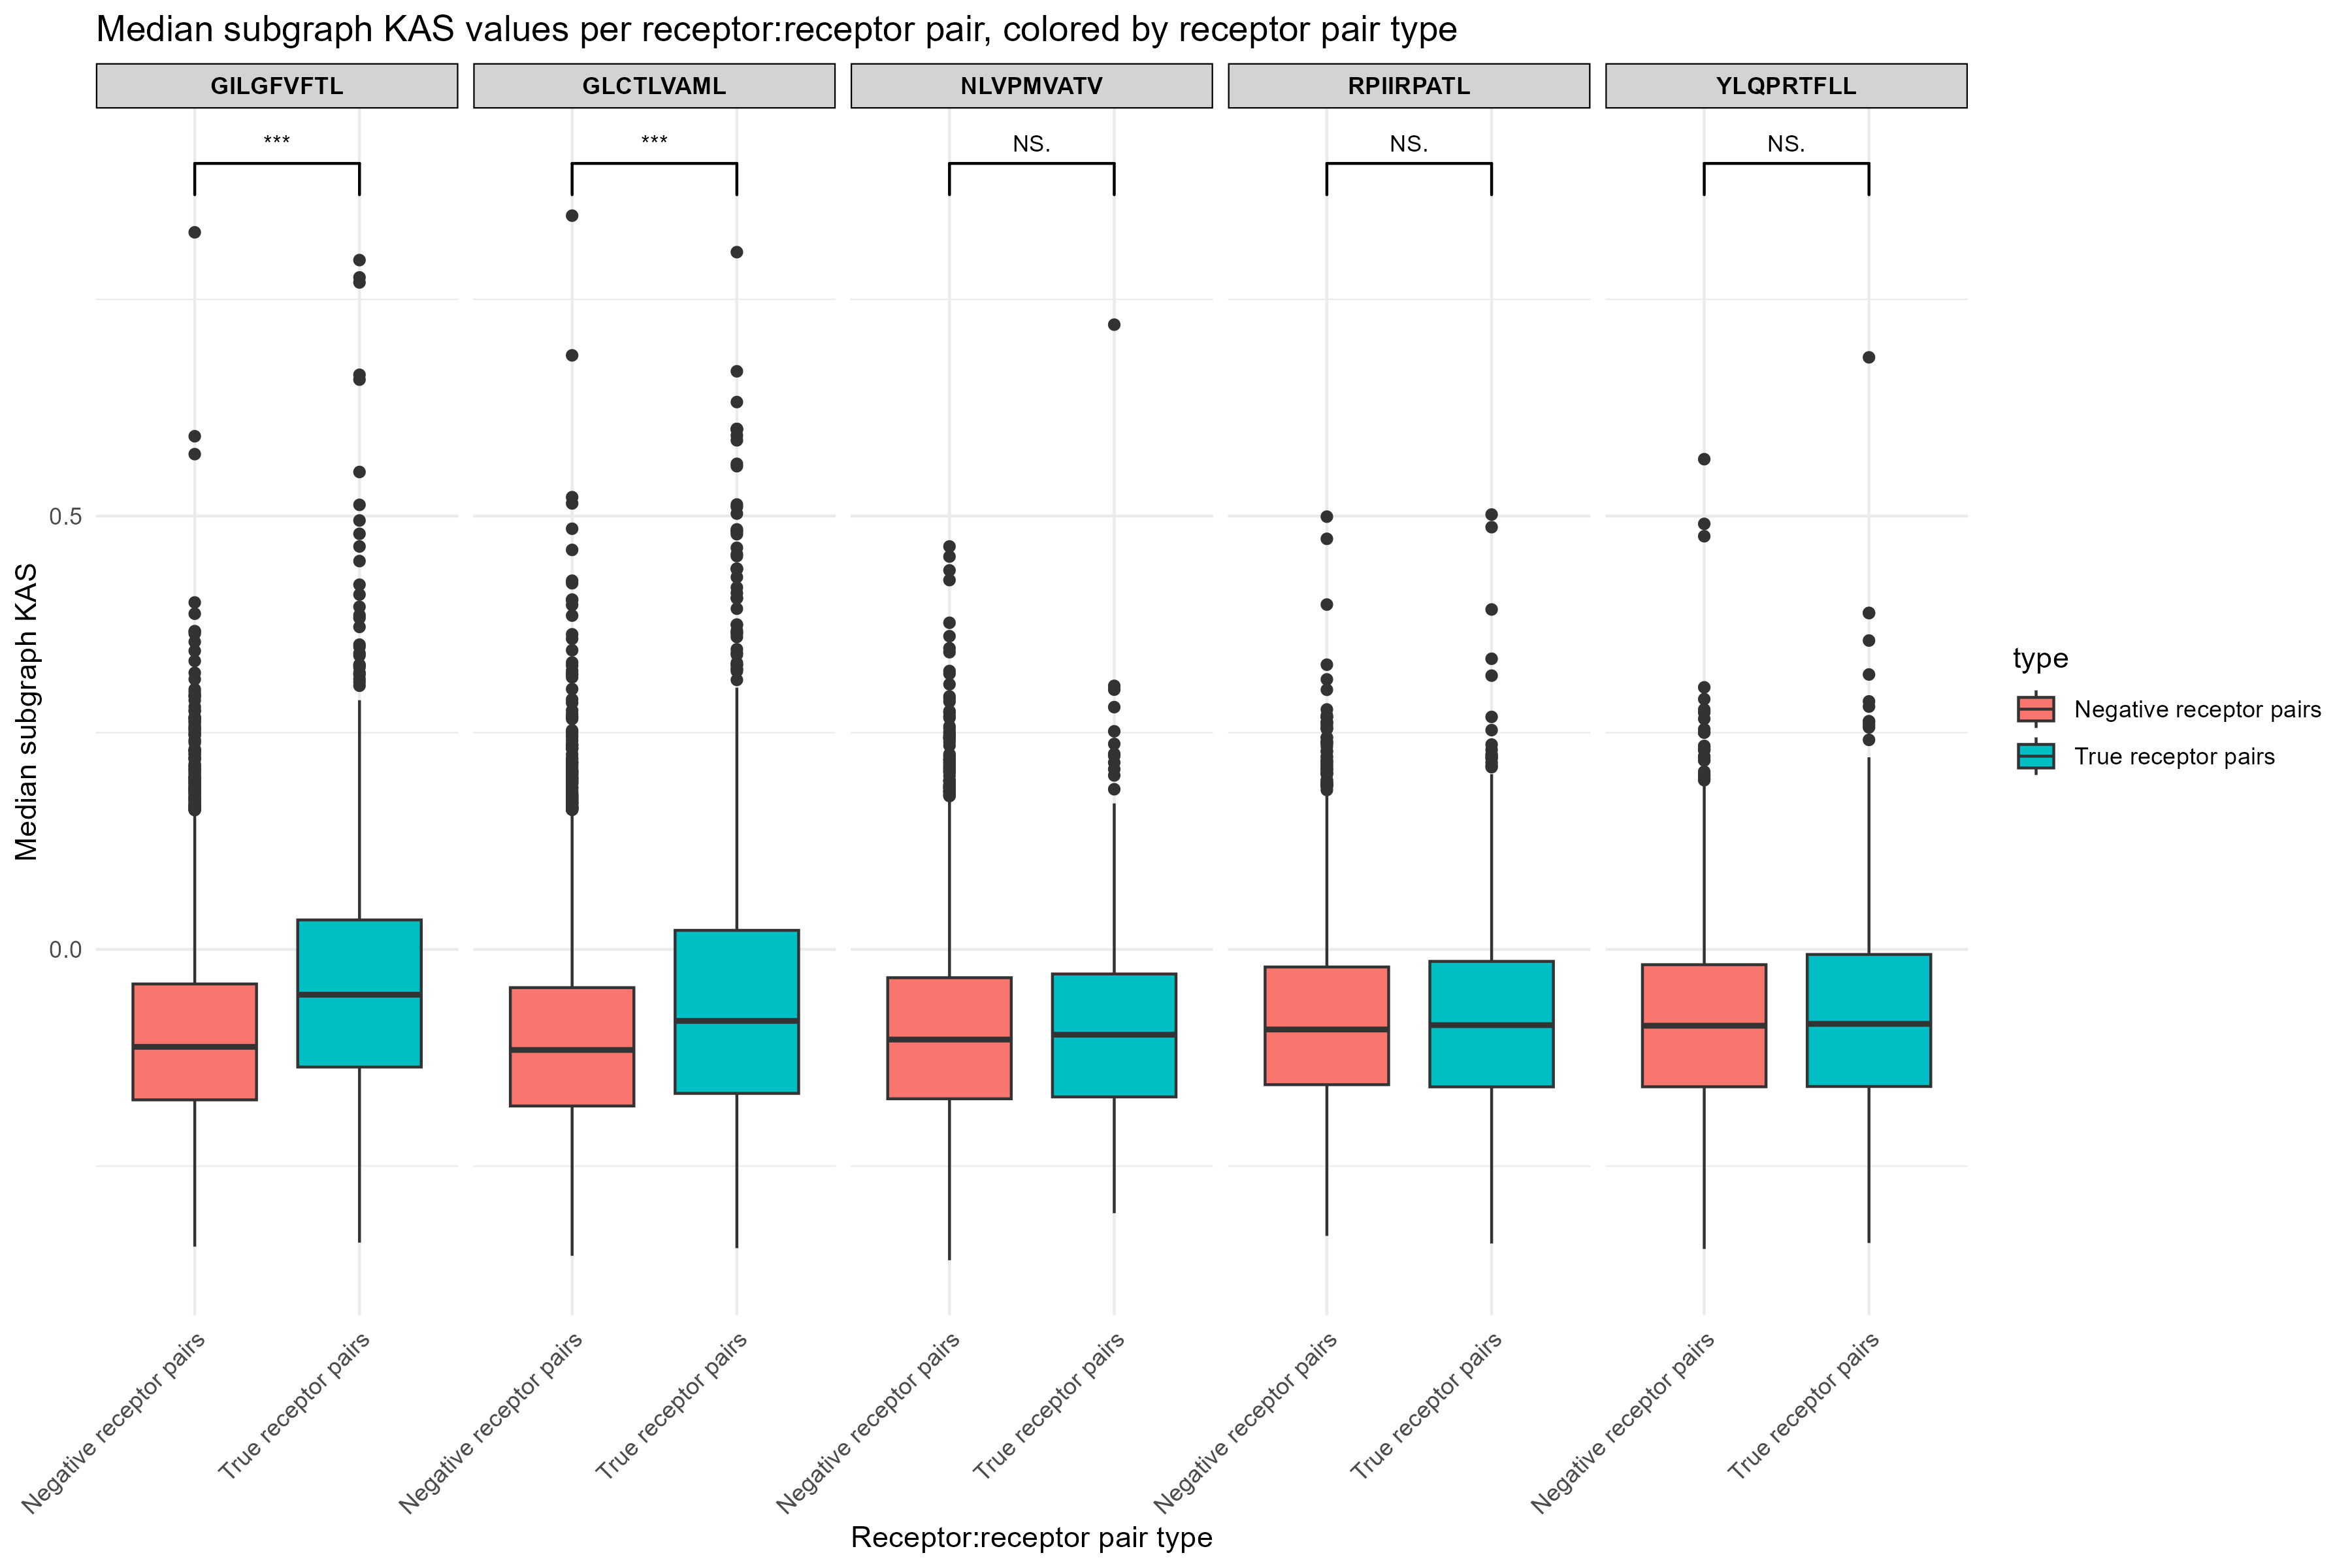 Median subgraph KAS values per receptor:receptor pair, colored by receptor pair type
GILGFVFTL
GLCTLVAML
NLVPMVATV
RPIIRPATL
YLQPRTFLL
***
***
NS.
NS.
NS.
0.5
0.0
Median subgraph KAS
type
Negative receptor pairs
True receptor pairs
Negative receptor pairs
True receptor pairs
Negative receptor pairs
True receptor pairs
Negative receptor pairs
True receptor pairs
Negative receptor pairs
True receptor pairs
Negative receptor pairs
True receptor pairs
Receptor:receptor pair type